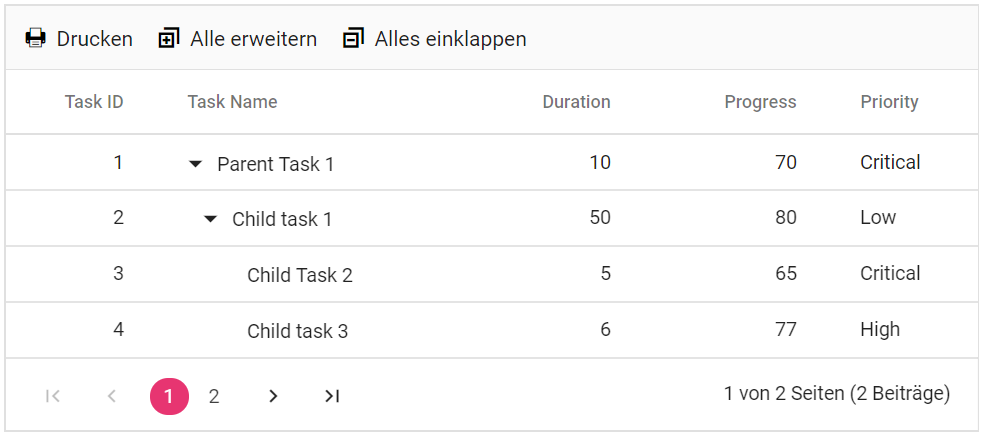 Drucken Alle erweitern Alles einklappen
Task ID Task Name Duration Progress Priority
1 Parent Task 1 10 70 Critical
2 Child task 1 50 80 Low
3 Child Task 2 5 65 Critical
4 Child task 3 6 77 High
1 2 1 von 2 Seiten (2 Beiträge)